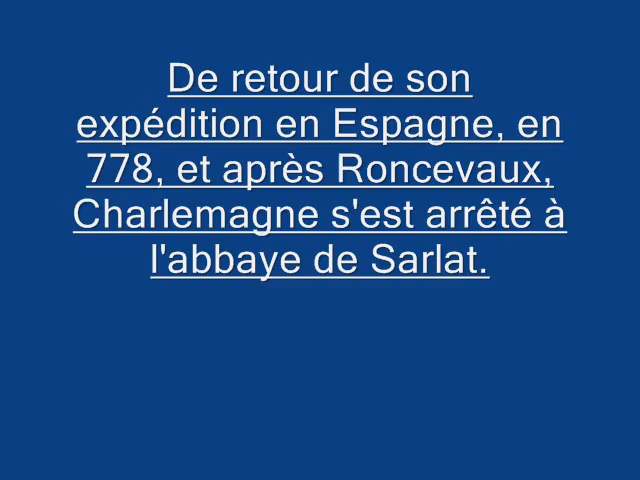 De retour de son
expédition en Espagne, en
778, et après Roncevaux,
Charlemagne s'est arrêté à
l'abbaye de Sarlat.